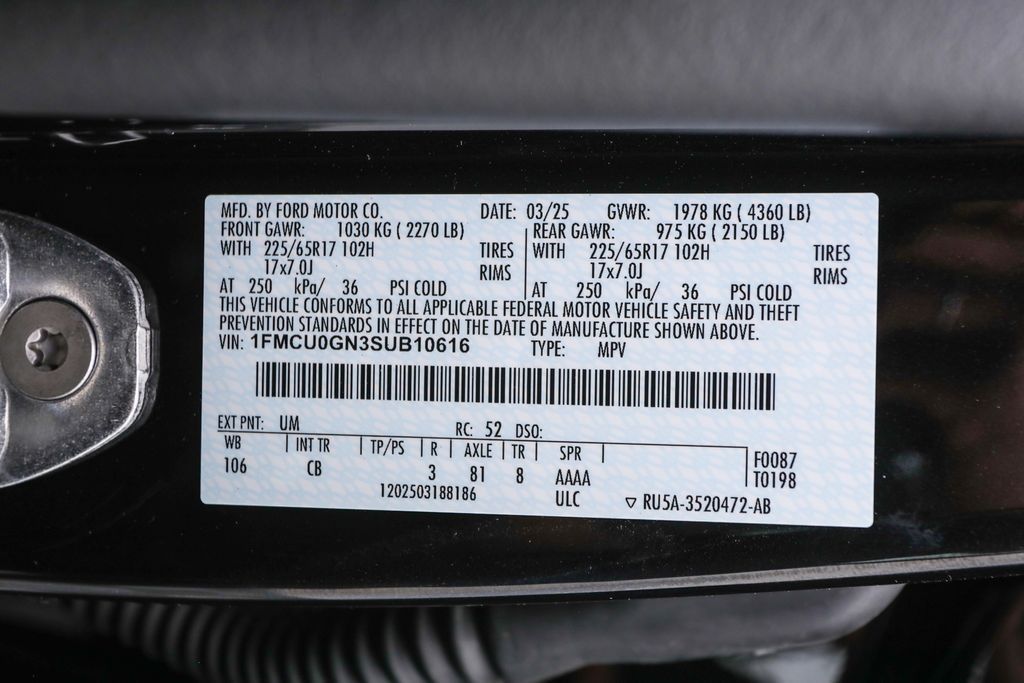 MFD. BY FORD MOTOR CO. DATE: 03/25 GVWR: 1978 KG ( 4360 LB)
FRONT GAWR: 1030 KG ( 2270 LB) REAR GAWR: 975 KG ( 2150 LB)
WITH 225/65R17 102H TIRES WITH 225/65R17 102H TIRES
17x7.0J RIMS 17x7.0J RIMS
AT 250 kPa/ 36 PSI COLD AT 250 kPa/ 36 PSI COLD
THIS VEHICLE CONFORMS TO ALL APPLICABLE FEDERAL MOTOR VEHICLE SAFETY AND THEFT
PREVENTION STANDARDS IN EFFECT ON THE DATE OF MANUFACTURE SHOWN ABOVE.
VIN: 1FMCU0GN3SUB10616 TYPE: MPV
EXT PNT: UM RC: 52 DSO:
WB INT TR TP/PS R AXLE TR SPR F0087
106 CB 3 81 8 AAAA T0198
1202503188186 ULC ▽ RU5A-3520472-AB